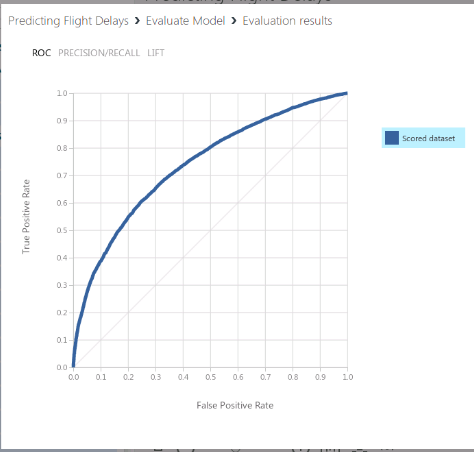 Predicting Flight Delays › Evaluate Model › Evaluation results
ROC PRECISION/RECALL LIFT
1.0
0.9
0.8
0.7
0.6
0.5
0.4
0.3
0.2
0.1
0.0
True Positive Rate
0.0 0.1 0.2 0.3 0.4 0.5 0.6 0.7 0.8 0.9 1.0
False Positive Rate
Scored dataset